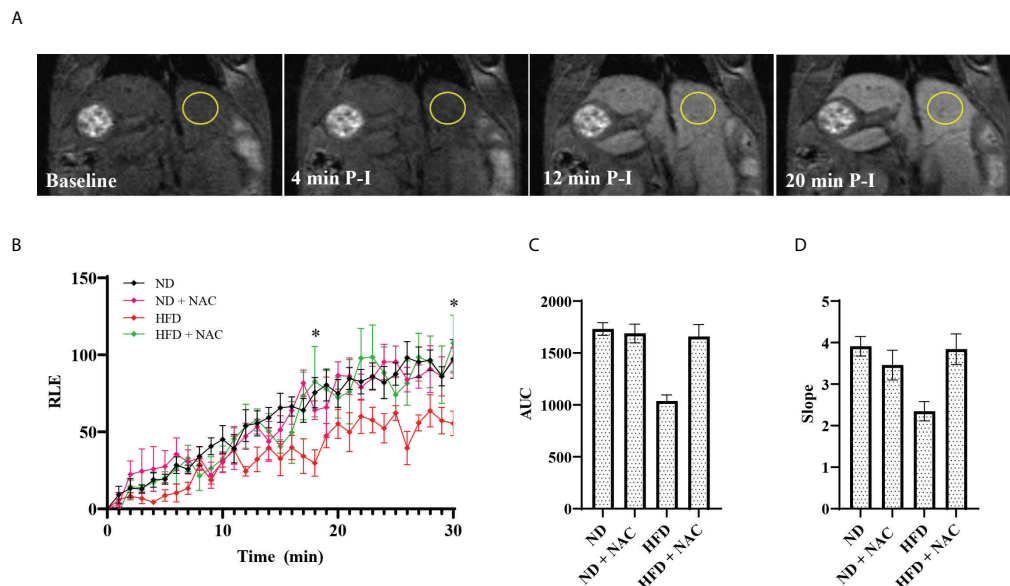 A
Baseline
4 min P-I
12 min P-I
20 min P-I
B
ND
ND + NAC
HFD
HFD + NAC
*
*
150
100
50
0
RLE
0
10
20
30
Time (min)
C
2000
1500
1000
500
0
AUC
ND
ND + NAC
HFD
HFD + NAC
D
5
4
3
2
1
0
Slope
ND
ND + NAC
HFD
HFD + NAC